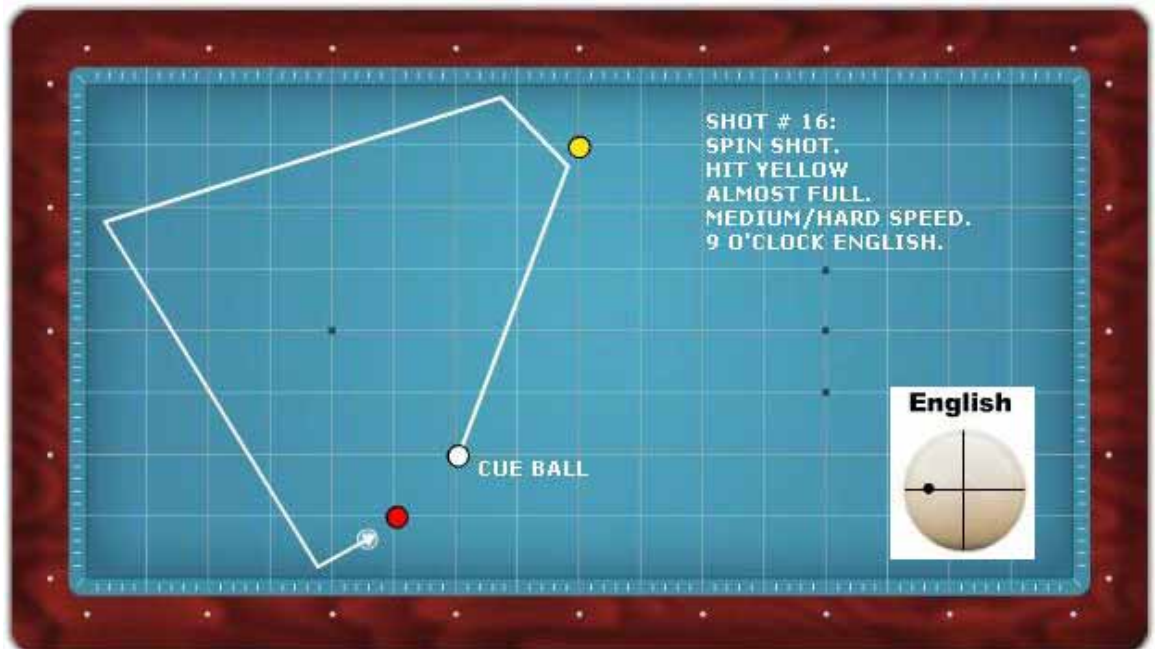 SHOT # 16:
SPIN SHOT.
HIT YELLOW
ALMOST FULL.
MEDIUM/HARD SPEED.
9 O'CLOCK ENGLISH.
English
CUE BALL